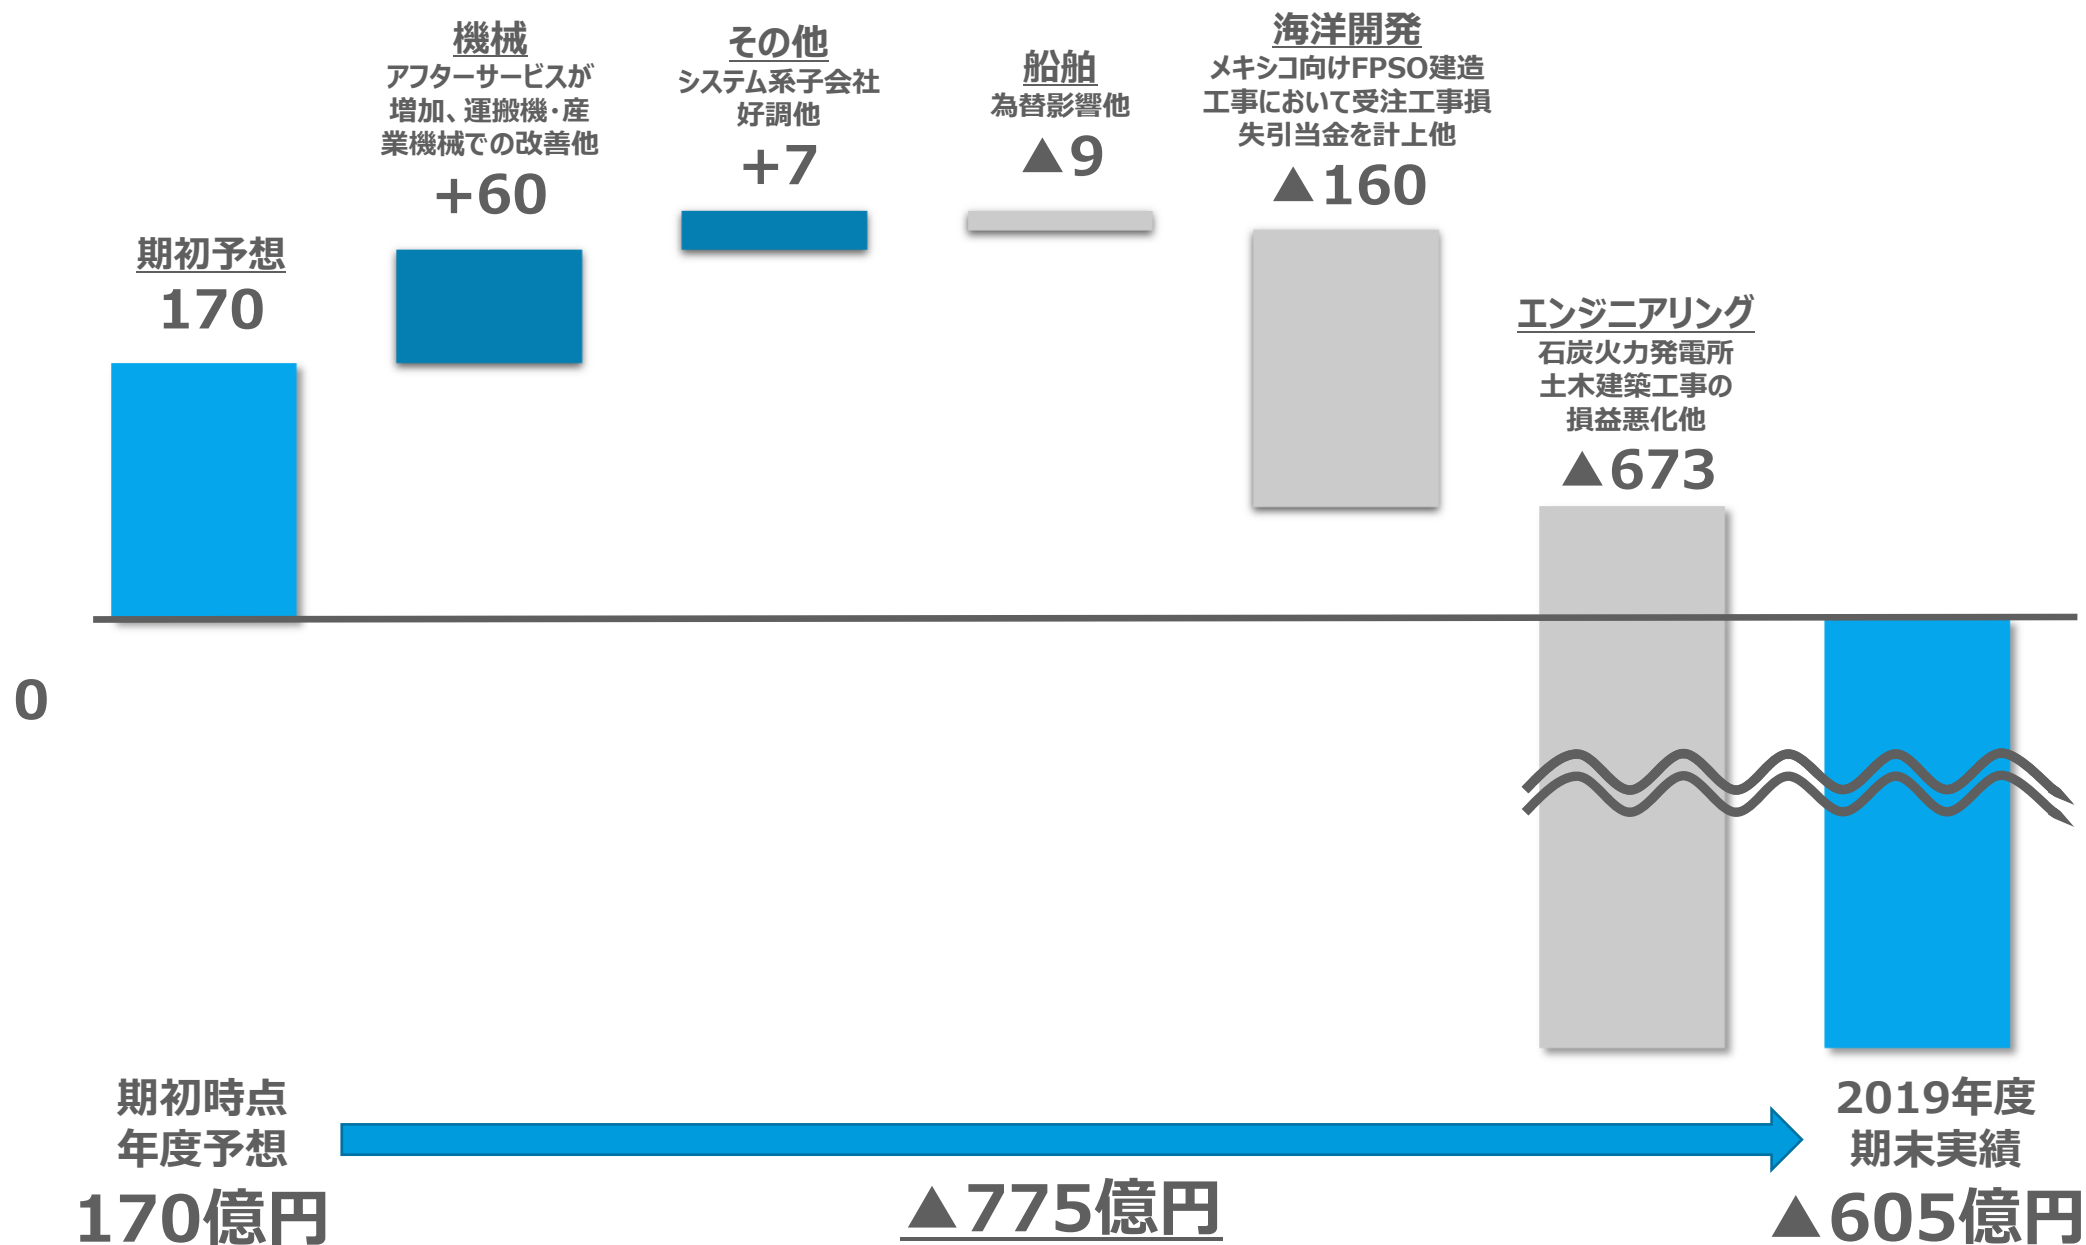 期初予想
170
機械
アフターサービスが
増加、運搬機・産
業機械での改善他
+60
その他
システム系子会社
好調他
+7
船舶
為替影響他
▲9
海洋開発
メキシコ向けFPSO建造
工事において受注工事損
失引当金を計上他
▲160
エンジニアリング
石炭火力発電所
土木建築工事の
損益悪化他
▲673
0
期初時点
年度予想
170億円
▲775億円
2019年度
期末実績
▲605億円